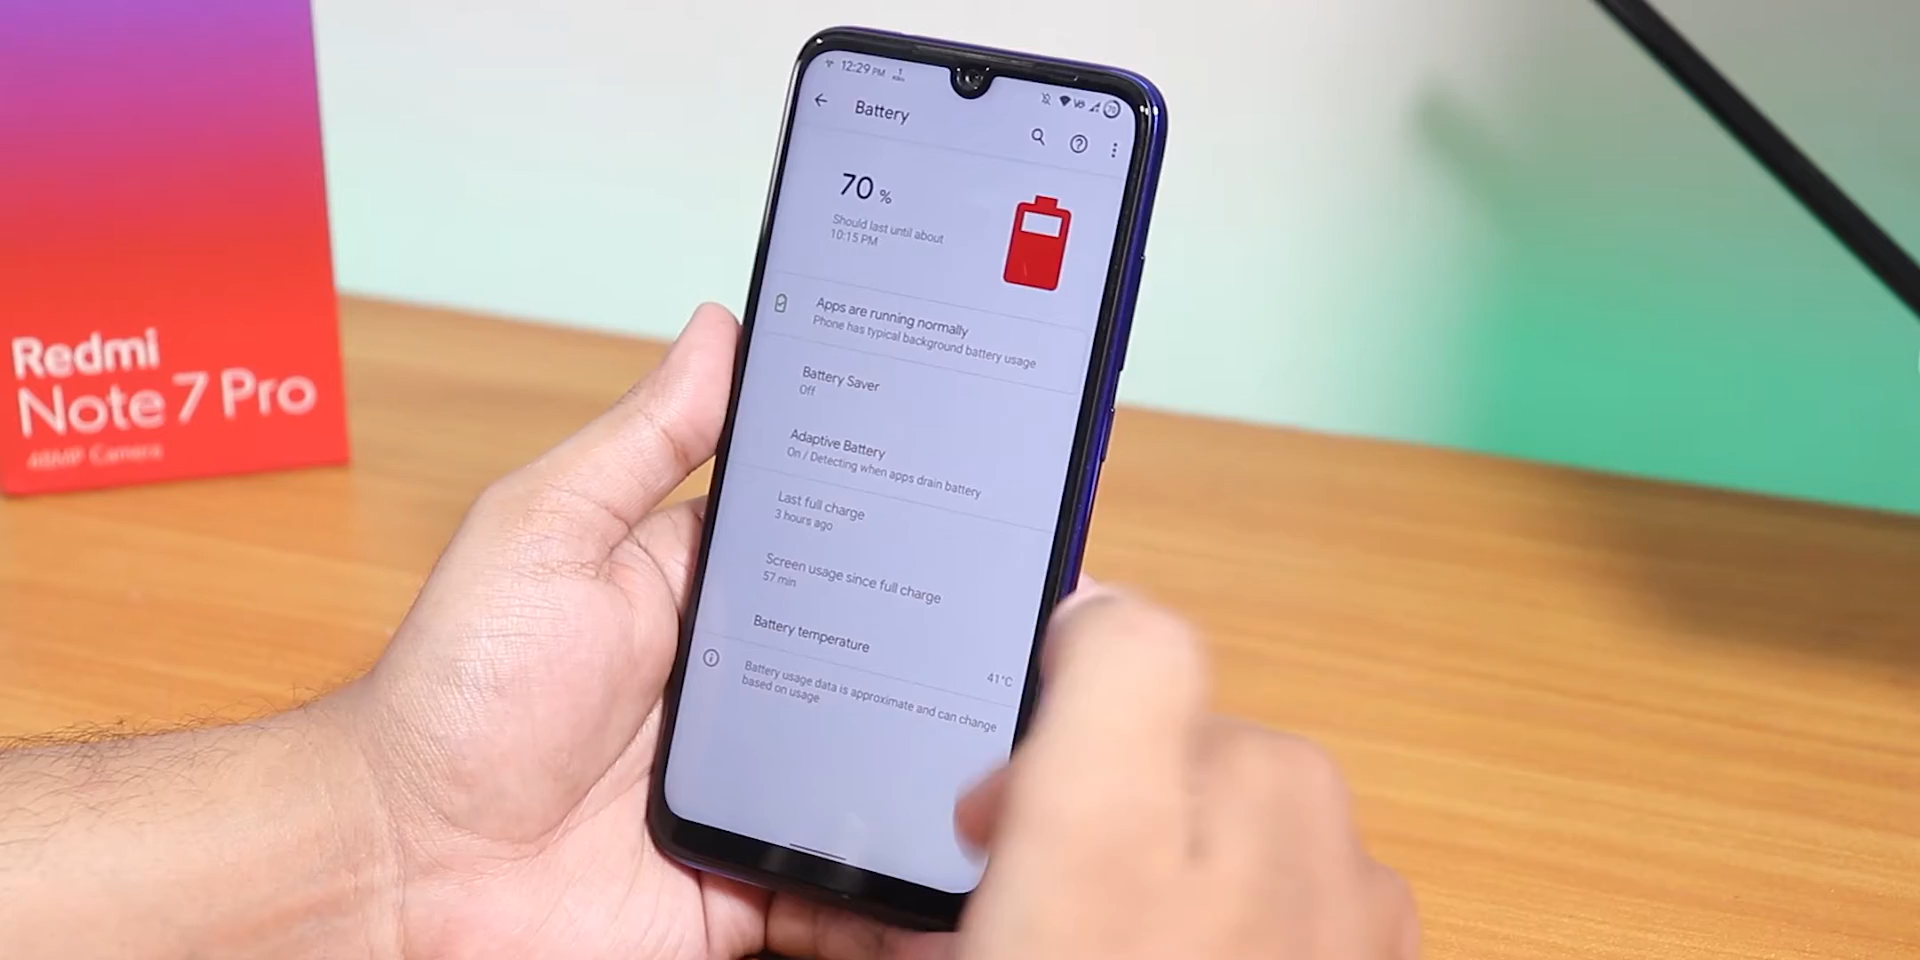 Redmi
Note 7 Pro
48MP Camera
12:29 PM
Battery
70 %
Should last until about
10:15 PM
Apps are running normally
Phone has typical background battery usage
Battery Saver
Off
Adaptive Battery
On / Detecting when apps drain battery
Last full charge
3 hours ago
Screen usage since full charge
57 min
Battery temperature
41°C
Battery usage data is approximate and can change
based on usage